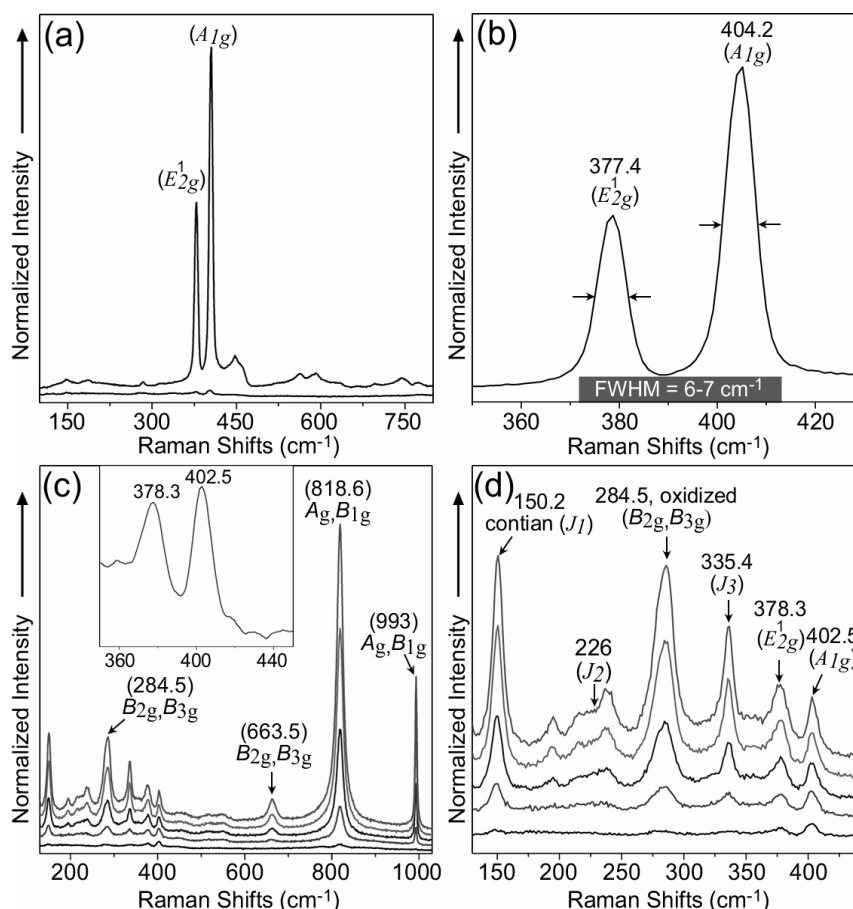 (a)
(A1g)
(E12g)
Normalized Intensity
150 300 450 600 750
Raman Shifts (cm-1)
(b)
404.2
(A1g)
377.4
(E12g)
Normalized Intensity
FWHM = 6-7 cm-1
360 380 400 420
Raman Shifts (cm-1)
(c)
378.3
402.5
360 400 440
(818.6)
Ag,B1g
(993)
Ag,B1g
(284.5)
B2g,B3g
(663.5)
B2g,B3g
Normalized Intensity
200 400 600 800 1000
Raman Shifts (cm-1)
(d)
150.2
contian (J1)
284.5, oxidized
(B2g,B3g)
335.4
(J3)
226
(J2)
378.3
(E12g)
402.5
(A1g)
Normalized Intensity
150 200 250 300 350 400
Raman Shifts (cm-1)